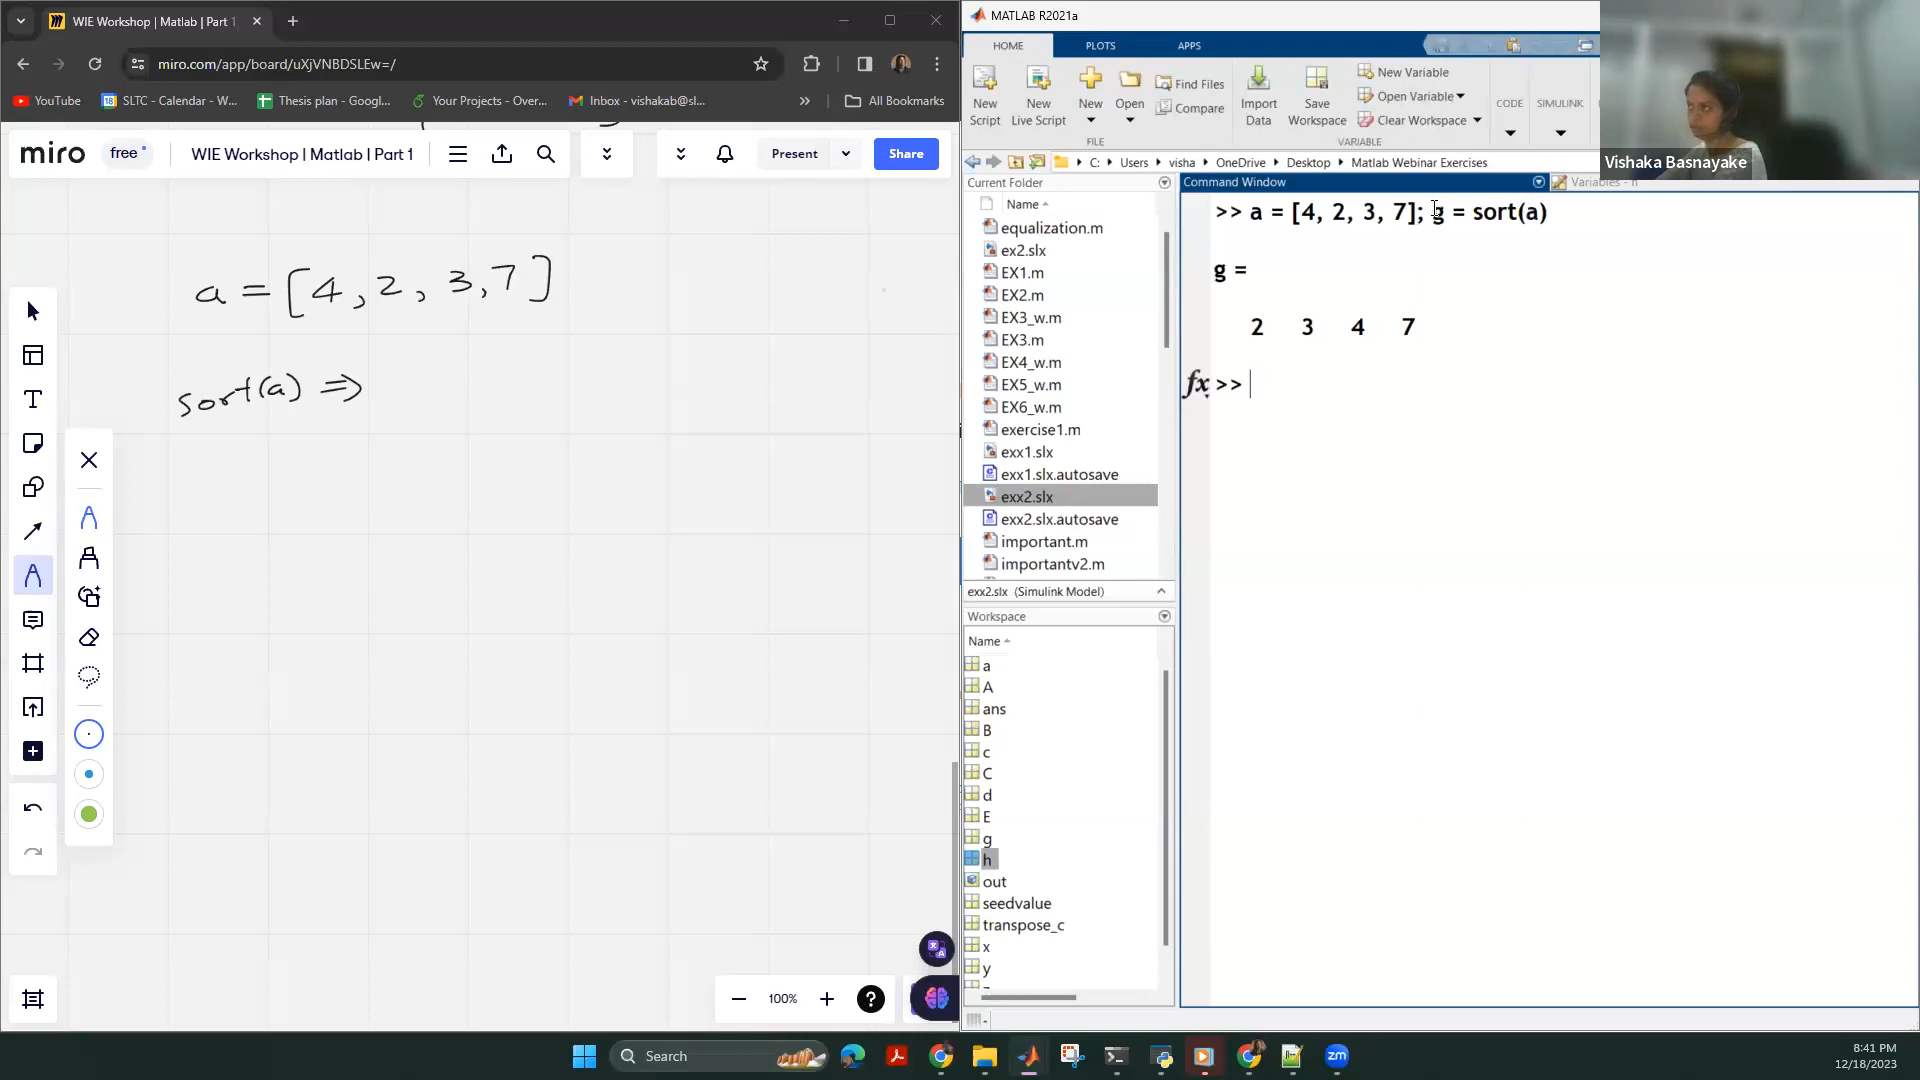 WIE Workshop | Matlab | Part 1
miro.com/app/board/uXjVNBDSLEw=/
YouTube
18
SLTC - Calendar - W...
Thesis plan - Googl...
Your Projects - Over...
Inbox - vishakab@sl...
»
All Bookmarks
miro
free
WIE Workshop | Matlab | Part 1
Present
Share
a = [4, 2, 3, 7]
sort(a) ⇒
100%
?
MATLAB R2021a
HOME
PLOTS
APPS
New Script
New Live Script
New
Open
Find Files
Compare
Import Data
Save Workspace
New Variable
Open Variable
Clear Workspace
CODE
SIMULINK
FILE
VARIABLE
Vishaka Basnayake
C:
Users
visha
OneDrive
Desktop
Matlab Webinar Exercises
Current Folder
Name
equalization.m
ex2.slx
EX1.m
EX2.m
EX3_w.m
EX3.m
EX4_w.m
EX5_w.m
EX6_w.m
exercise1.m
exx1.slx
exx1.slx.autosave
exx2.slx
exx2.slx.autosave
important.m
importantv2.m
exx2.slx (Simulink Model)
Workspace
Name
a
A
ans
B
c
C
d
E
g
h
out
seedvalue
transpose_c
x
y
Command Window
Variables - h
>> a = [4, 2, 3, 7]; g = sort(a)
g =
2 3 4 7
fx >>
Search
zm
8:41 PM
12/18/2023